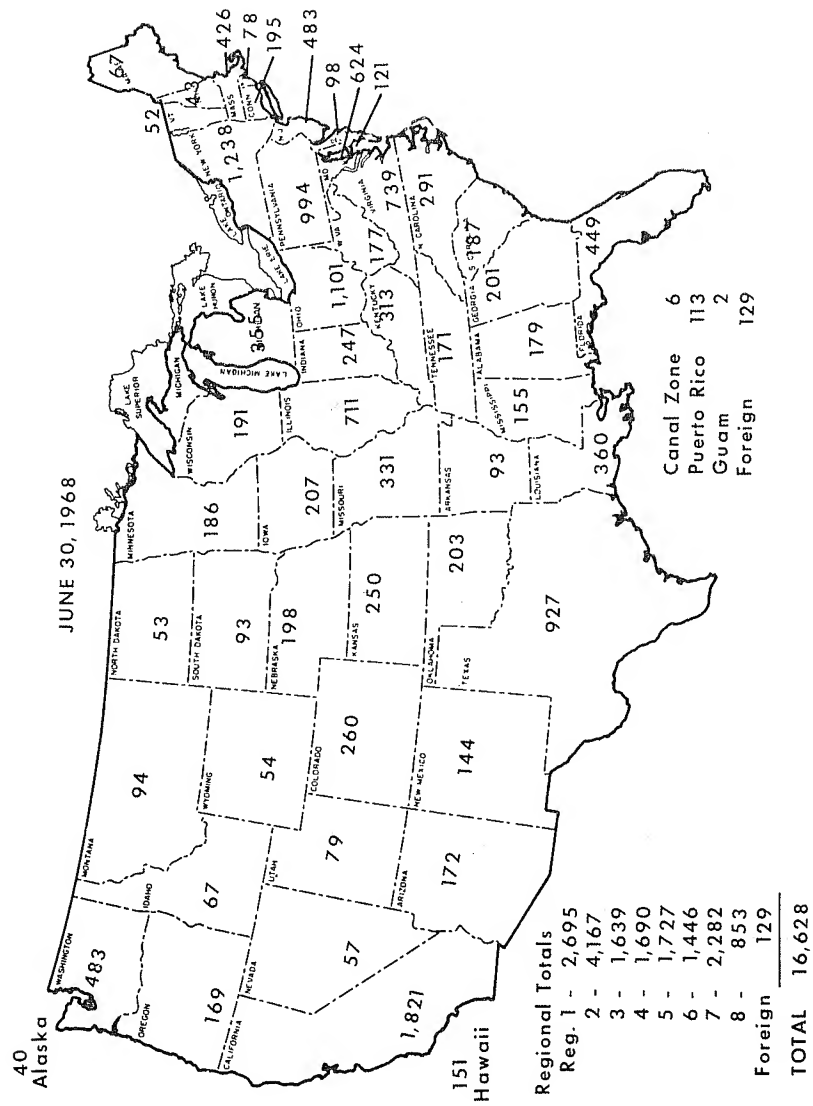 JUNE 30, 1968
40
Alaska
WASHINGTON
483
OREGON
169
CALIFORNIA
1,821
151
Hawaii
NEVADA
57
IDAHO
67
MONTANA
94
WYOMING
54
UTAH
79
ARIZONA
172
COLORADO
260
NEW MEXICO
144
NORTH DAKOTA
53
SOUTH DAKOTA
93
NEBRASKA
198
KANSAS
250
OKLAHOMA
203
TEXAS
927
MINNESOTA
186
IOWA
207
MISSOURI
331
ARKANSAS
93
LOUISIANA
360
WISCONSIN
191
ILLINOIS
711
LAKE
SUPERIOR
MICHIGAN
LAKE MICHIGAN
LAKE
HURON
MICHIGAN
INDIANA
247
OHIO
1,101
KENTUCKY
313
TENNESSEE
171
MISSISSIPPI
155
ALABAMA
179
GEORGIA
201
FLORIDA
449
S CAROLINA
187
N CAROLINA
291
VIRGINIA
739
W VA
177
MD
PENNSYLVANIA
994
LAKE ERIE
LAKE ONTARIO
NEW YORK
1,238
52
VT
43
67
MASS
CONN
NJ
426
78
195
483
98
624
121
Canal Zone 6
Puerto Rico 113
Guam 2
Foreign 129
Regional Totals
Reg. 1 - 2,695
2 - 4,167
3 - 1,639
4 - 1,690
5 - 1,727
6 - 1,446
7 - 2,282
8 - 853
Foreign 129
TOTAL 16,628